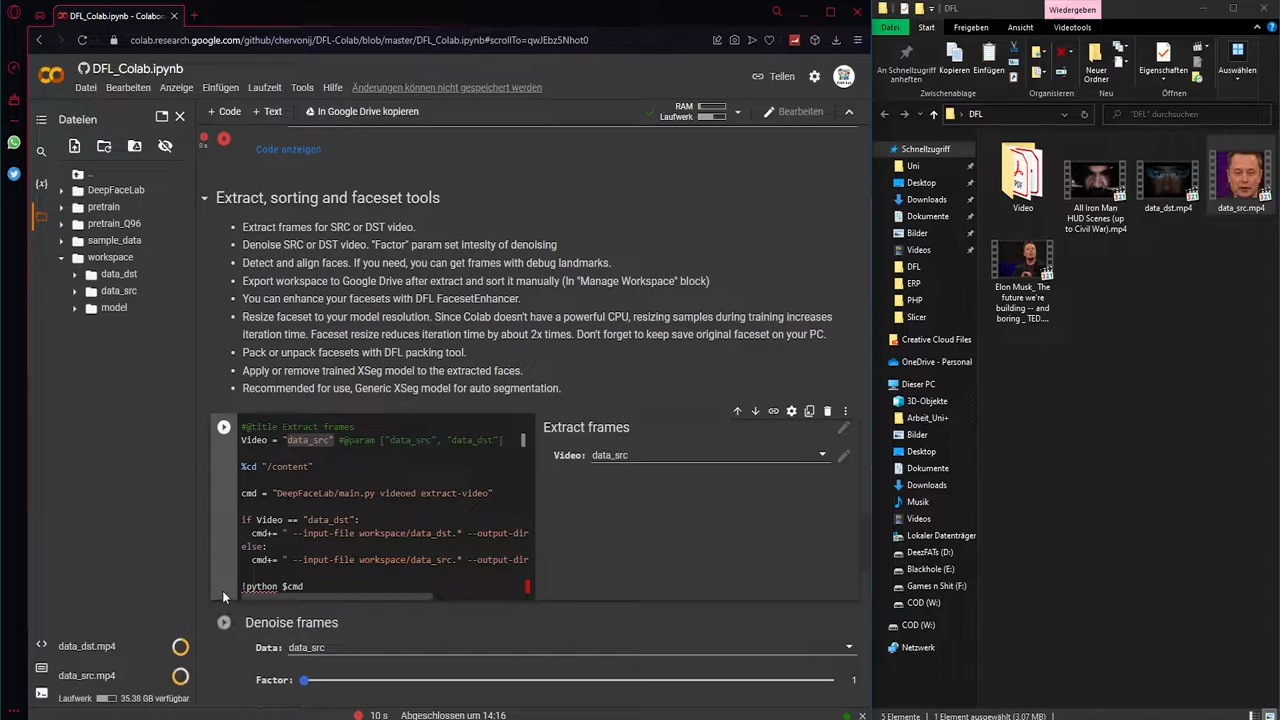 DFL_Colab.ipynb - Colabor
colab.research.google.com/github/chervonij/DFL-Colab/blob/master/DFL_Colab.ipynb#scrollTo=qwJEbz5Nhot0
DFL_Colab.ipynb
Datei Bearbeiten Anzeige Einfügen Laufzeit Tools Hilfe Änderungen können nicht gespeichert werden
Teilen
Dateien
+ Code + Text In Google Drive kopieren
RAM
Laufwerk
Bearbeiten
..
DeepFaceLab
pretrain
pretrain_Q96
sample_data
workspace
data_dst
data_src
model
0 s
Code anzeigen
Extract, sorting and faceset tools
Extract frames for SRC or DST video.
Denoise SRC or DST video. "Factor" param set intesity of denoising
Detect and align faces. If you need, you can get frames with debug landmarks.
Export workspace to Google Drive after extract and sort it manually (In "Manage Workspace" block)
You can enhance your facesets with DFL FacesetEnhancer.
Resize faceset to your model resolution. Since Colab doesn't have a powerful CPU, resizing samples during training increases
iteration time. Faceset resize reduces iteration time by about 2x times. Don't forget to keep save original faceset on your PC.
Pack or unpack facesets with DFL packing tool.
Apply or remove trained XSeg model to the extracted faces.
Recommended for use, Generic XSeg model for auto segmentation.
#@title Extract frames
Video = "data_src" #@param ["data_src", "data_dst"]
%cd "/content"
cmd = "DeepFaceLab/main.py videoed extract-video"
if Video == "data_dst":
cmd+= " --input-file workspace/data_dst.* --output-dir
else:
cmd+= " --input-file workspace/data_src.* --output-dir
!python $cmd
Extract frames
Video: data_src
Denoise frames
Data: data_src
Factor: 1
data_dst.mp4
data_src.mp4
Laufwerk 35.38 GB verfügbar
10 s Abgeschlossen um 14:16
DFL
Wiedergeben
Datei Start Freigeben Ansicht Videotools
An Schnellzugriff
anheften
Kopieren Einfügen
Neuer
Ordner
Eigenschaften
Auswählen
Zwischenablage Organisieren Neu Öffnen
DFL
"DFL" durchsuchen
Schnellzugriff
Uni
Desktop
Downloads
Dokumente
Bilder
Videos
DFL
ERP
PHP
Slicer
Creative Cloud Files
OneDrive - Personal
Dieser PC
3D-Objekte
Arbeit_Uni+
Bilder
Desktop
Dokumente
Downloads
Musik
Videos
Lokaler Datenträger
DeezFATs (D:)
Blackhole (E:)
Games n Shit (F:)
COD (W:)
COD (W:)
Netzwerk
PDF
Video
All Iron Man
HUD Scenes (up
to Civil War).mp4
data_dst.mp4
data_src.mp4
Elon Musk_ The
future we're
building -- and
boring _ TED....
5 Elemente 1 Element ausgewählt (3,07 MB)